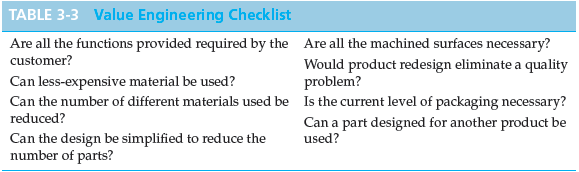 TABLE 3-3 Value Engineering Checklist
Are all the functions provided required by the
customer?
Can less-expensive material be used?
Can the number of different materials used be
reduced?
Can the design be simplified to reduce the
number of parts?
Are all the machined surfaces necessary?
Would product redesign eliminate a quality
problem?
Is the current level of packaging necessary?
Can a part designed for another product be
used?